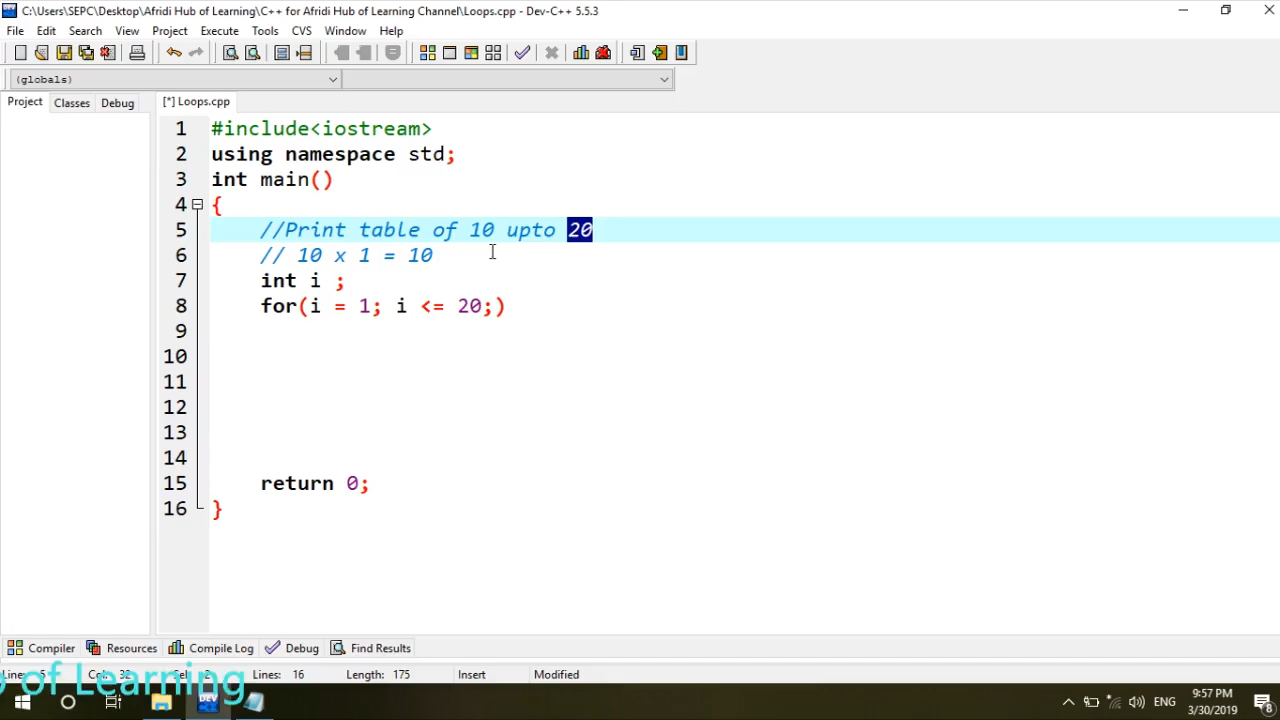 C:\Users\SEPC\Desktop\Afridi Hub of Learning\C++ for Afridi Hub of Learning Channel\Loops.cpp - Dev-C++ 5.5.3
File Edit Search View Project Execute Tools CVS Window Help
(globals)
Project Classes Debug [*] Loops.cpp
1 #include<iostream>
2 using namespace std;
3 int main()
4 {
5 //Print table of 10 upto 20
6 // 10 x 1 = 10
7 int i ;
8 for(i = 1; i <= 20;)
9
10
11
12
13
14
15 return 0;
16 }
Compiler Resources Compile Log Debug Find Results
Lines: 16 Length: 175 Insert Modified
of Learning
DEV
ENG
9:57 PM
3/30/2019
8